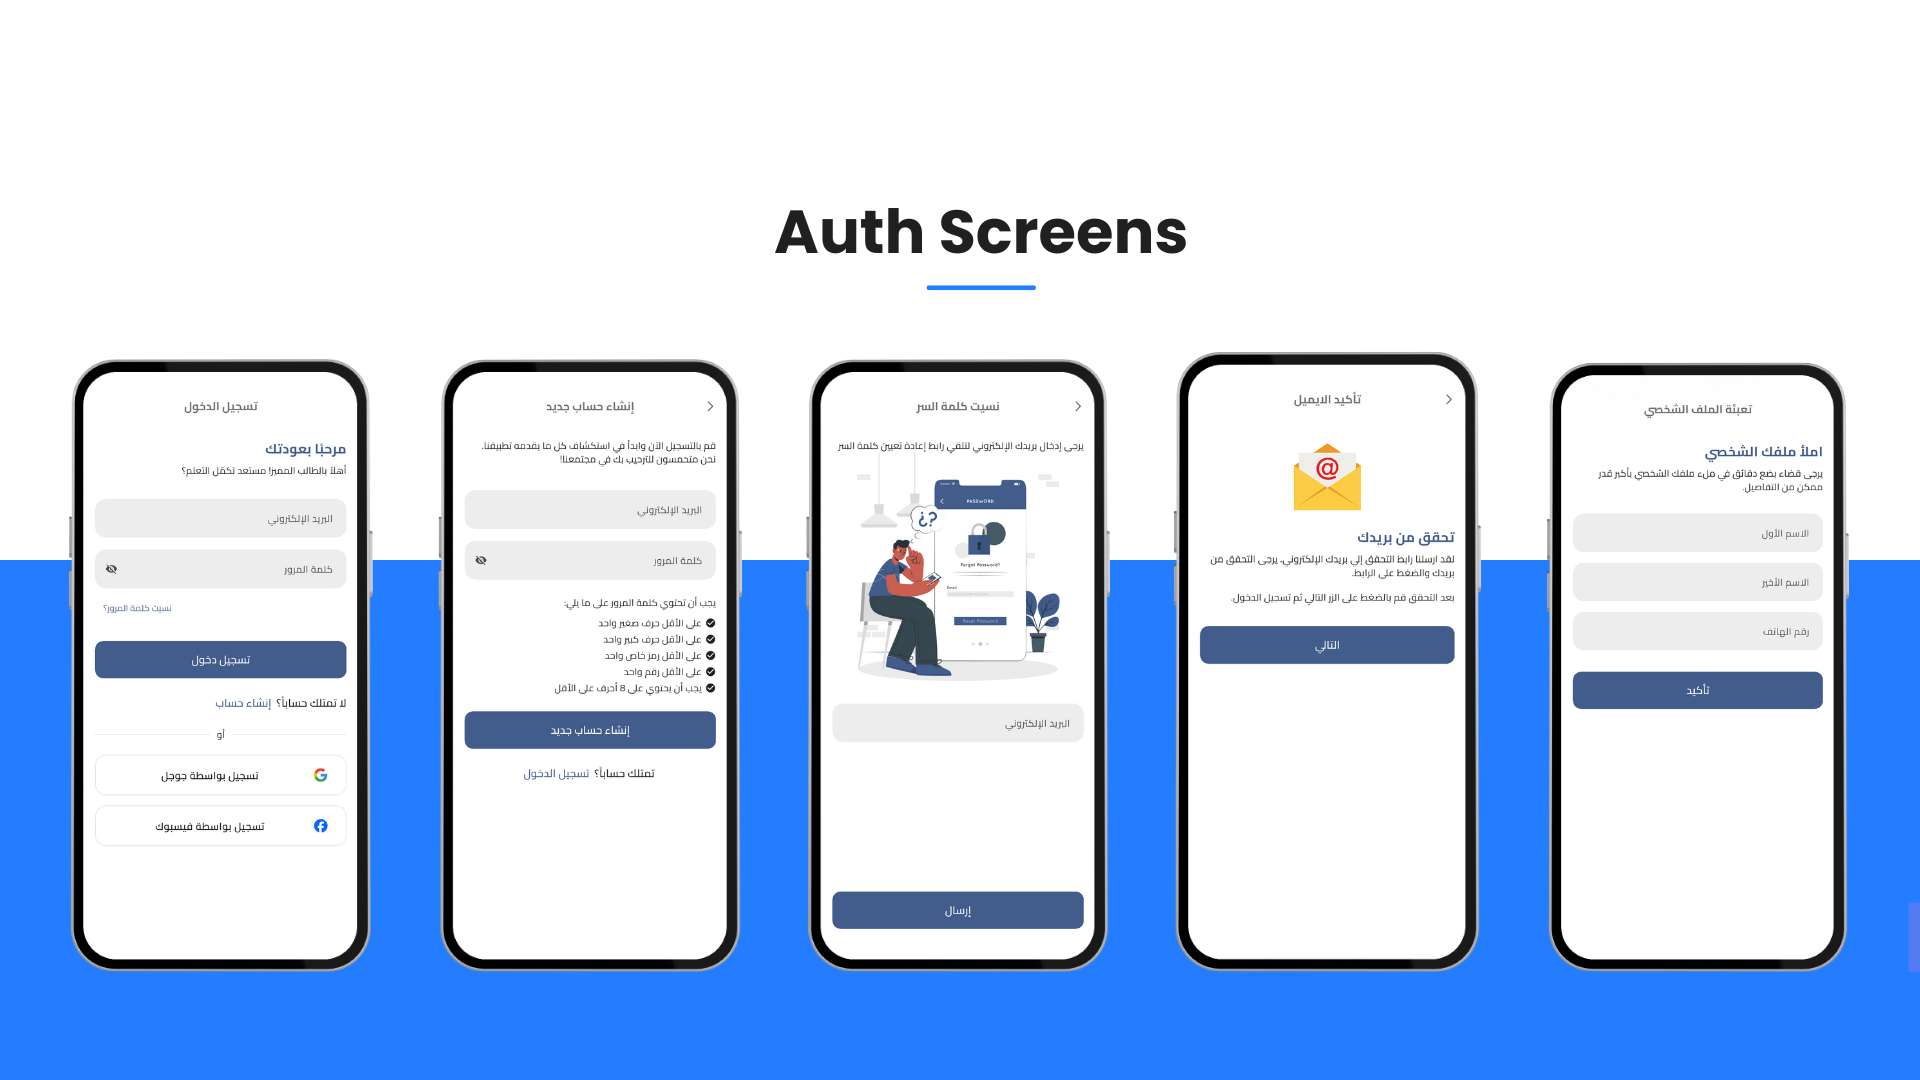 Auth Screens
تسجيل الدخول
مرحبًا بعودتك
أهلاً بالطالب المميز! مستعد تكمّل التعلم؟
البريد الإلكتروني
كلمة المرور
نسيت كلمة المرور؟
تسجيل دخول
لا تمتلك حساباً؟ إنشاء حساب
أو
تسجيل بواسطة جوجل
تسجيل بواسطة فيسبوك
إنشاء حساب جديد
قم بالتسجيل الآن وابدأ في استكشاف كل ما يقدمه تطبيقنا.
نحن متحمسون للترحيب بك في مجتمعنا!
البريد الإلكتروني
كلمة المرور
يجب أن تحتوي كلمة المرور على ما يلي:
على الأقل حرف صغير واحد
على الأقل حرف كبير واحد
على الأقل رمز خاص واحد
على الأقل رقم واحد
يجب أن يحتوي على 8 أحرف على الأقل
إنشاء حساب جديد
تمتلك حساباً؟ تسجيل الدخول
نسيت كلمة السر
يرجى إدخال بريدك الإلكتروني لتلقي رابط إعادة تعيين كلمة السر
PASSWORD
¿?
Forgot Password?
Email
Reset Password
البريد الإلكتروني
إرسال
تأكيد الايميل
@
تحقق من بريدك
لقد ارسلنا رابط التحقق إلي بريدك الإلكتروني. يرجى التحقق من
بريدك والضغط على الرابط.
بعد التحقق قم بالضغط على الزر التالي ثم تسجيل الدخول.
التالي
تعبئة الملف الشخصي
املأ ملفك الشخصي
يرجى قضاء بضع دقائق في ملء ملفك الشخصي بأكبر قدر
ممكن من التفاصيل.
الاسم الأول
الاسم الأخير
رقم الهاتف
تأكيد